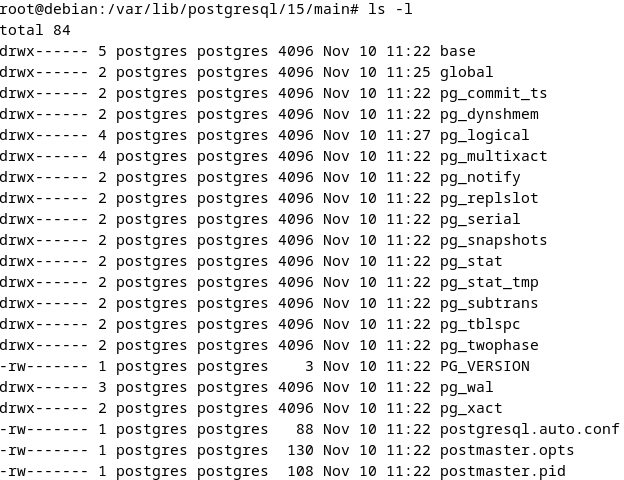 root@debian:/var/lib/postgresql/15/main# ls -l
total 84
drwx------ 5 postgres postgres 4096 Nov 10 11:22 base
drwx------ 2 postgres postgres 4096 Nov 10 11:25 global
drwx------ 2 postgres postgres 4096 Nov 10 11:22 pg_commit_ts
drwx------ 2 postgres postgres 4096 Nov 10 11:22 pg_dynshmem
drwx------ 4 postgres postgres 4096 Nov 10 11:27 pg_logical
drwx------ 4 postgres postgres 4096 Nov 10 11:22 pg_multixact
drwx------ 2 postgres postgres 4096 Nov 10 11:22 pg_notify
drwx------ 2 postgres postgres 4096 Nov 10 11:22 pg_replslot
drwx------ 2 postgres postgres 4096 Nov 10 11:22 pg_serial
drwx------ 2 postgres postgres 4096 Nov 10 11:22 pg_snapshots
drwx------ 2 postgres postgres 4096 Nov 10 11:22 pg_stat
drwx------ 2 postgres postgres 4096 Nov 10 11:22 pg_stat_tmp
drwx------ 2 postgres postgres 4096 Nov 10 11:22 pg_subtrans
drwx------ 2 postgres postgres 4096 Nov 10 11:22 pg_tblspc
drwx------ 2 postgres postgres 4096 Nov 10 11:22 pg_twophase
-rw------- 1 postgres postgres    3 Nov 10 11:22 PG_VERSION
drwx------ 3 postgres postgres 4096 Nov 10 11:22 pg_wal
drwx------ 2 postgres postgres 4096 Nov 10 11:22 pg_xact
-rw------- 1 postgres postgres   88 Nov 10 11:22 postgresql.auto.conf
-rw------- 1 postgres postgres  130 Nov 10 11:22 postmaster.opts
-rw------- 1 postgres postgres  108 Nov 10 11:22 postmaster.pid